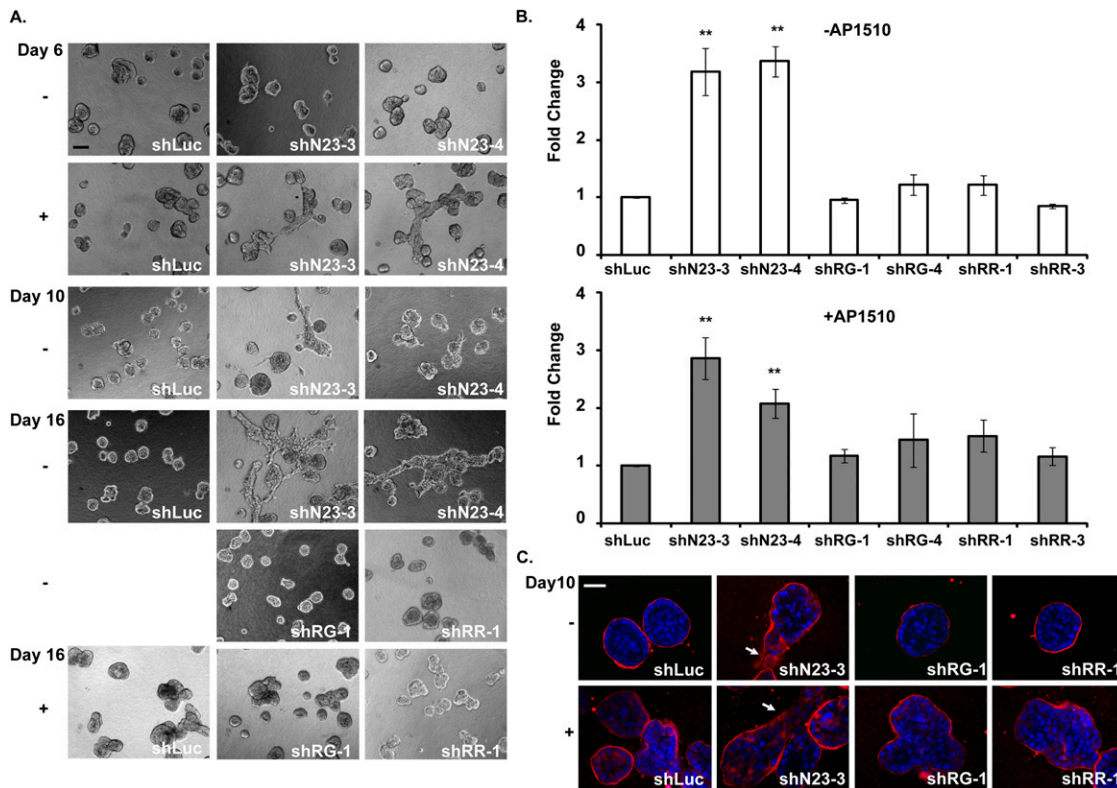 A.
Day 6
-
shLuc
shN23-3
shN23-4
+
shLuc
shN23-3
shN23-4
Day 10
-
shLuc
shN23-3
shN23-4
Day 16
-
shLuc
shN23-3
shN23-4
-
shRG-1
shRR-1
Day 16
+
shLuc
shRG-1
shRR-1
B.
-AP1510
Fold Change
4
3
2
1
0
** **
shLuc shN23-3 shN23-4 shRG-1 shRG-4 shRR-1 shRR-3
+AP1510
Fold Change
4
3
2
1
0
** **
shLuc shN23-3 shN23-4 shRG-1 shRG-4 shRR-1 shRR-3
C.
Day10
-
shLuc
shN23-3
shRG-1
shRR-1
+
shLuc
shN23-3
shRG-1
shRR-1